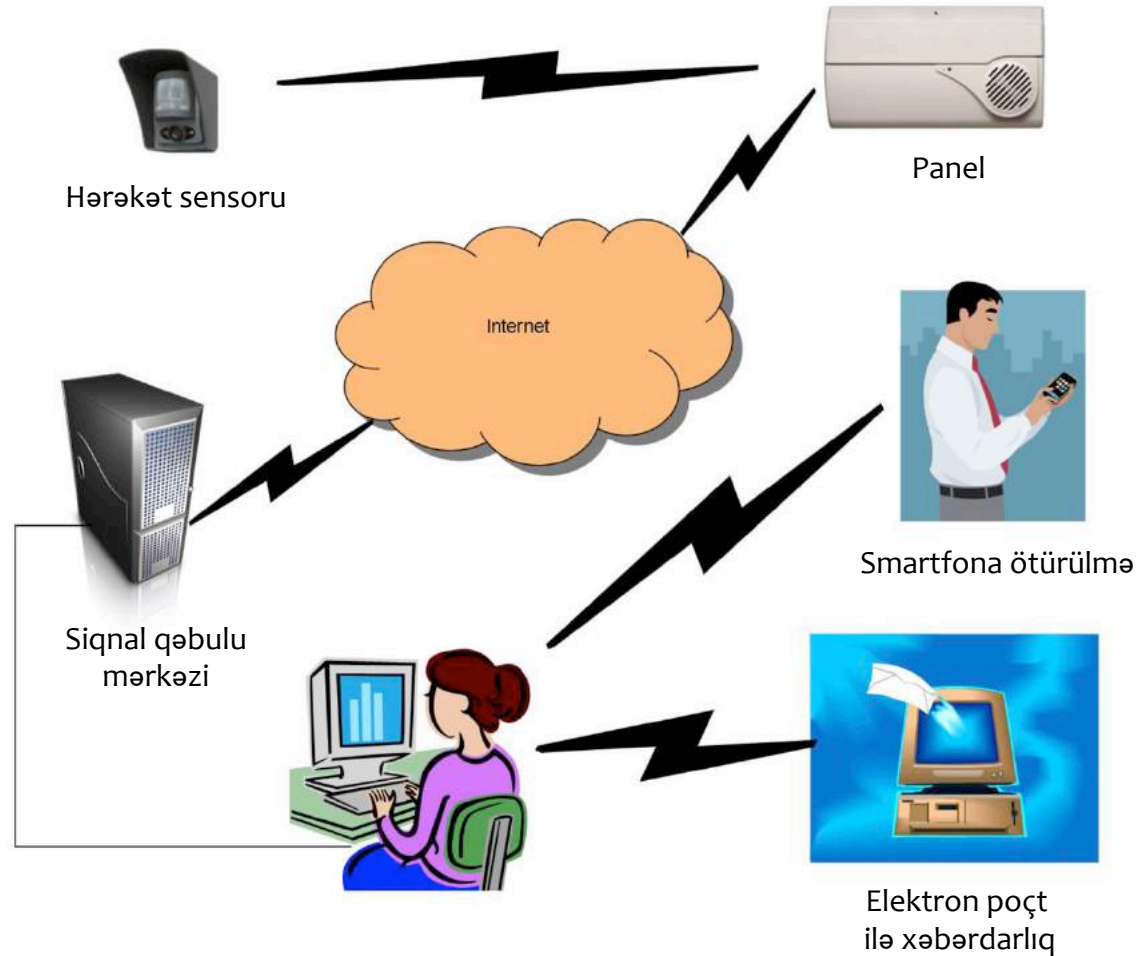 Hərəkət sensoru
Panel
Internet
Smartfona ötürülmə
Siqnal qəbulu
mərkəzi
Elektron poçt
ilə xəbərdarlıq